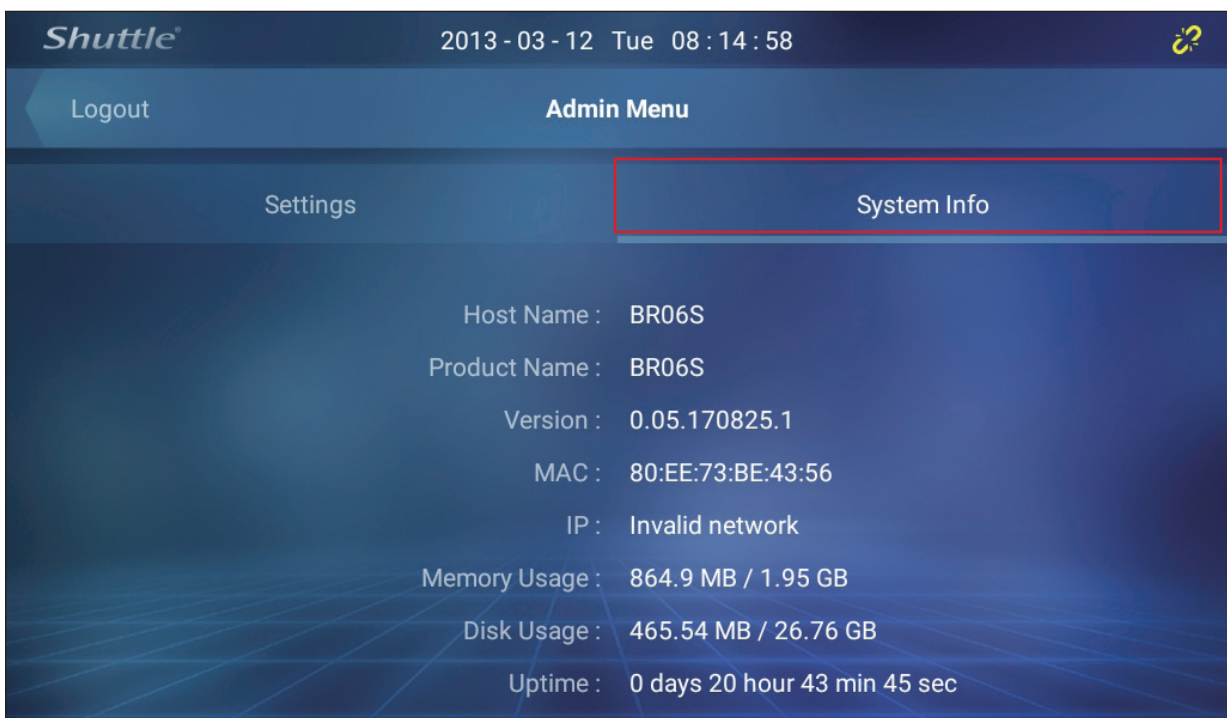 Shuttle® 2013 - 03 - 12 Tue 08 : 14 : 58
Logout Admin Menu
Settings System Info
Host Name : BR06S
Product Name : BR06S
Version : 0.05.170825.1
MAC : 80:EE:73:BE:43:56
IP : Invalid network
Memory Usage : 864.9 MB / 1.95 GB
Disk Usage : 465.54 MB / 26.76 GB
Uptime : 0 days 20 hour 43 min 45 sec